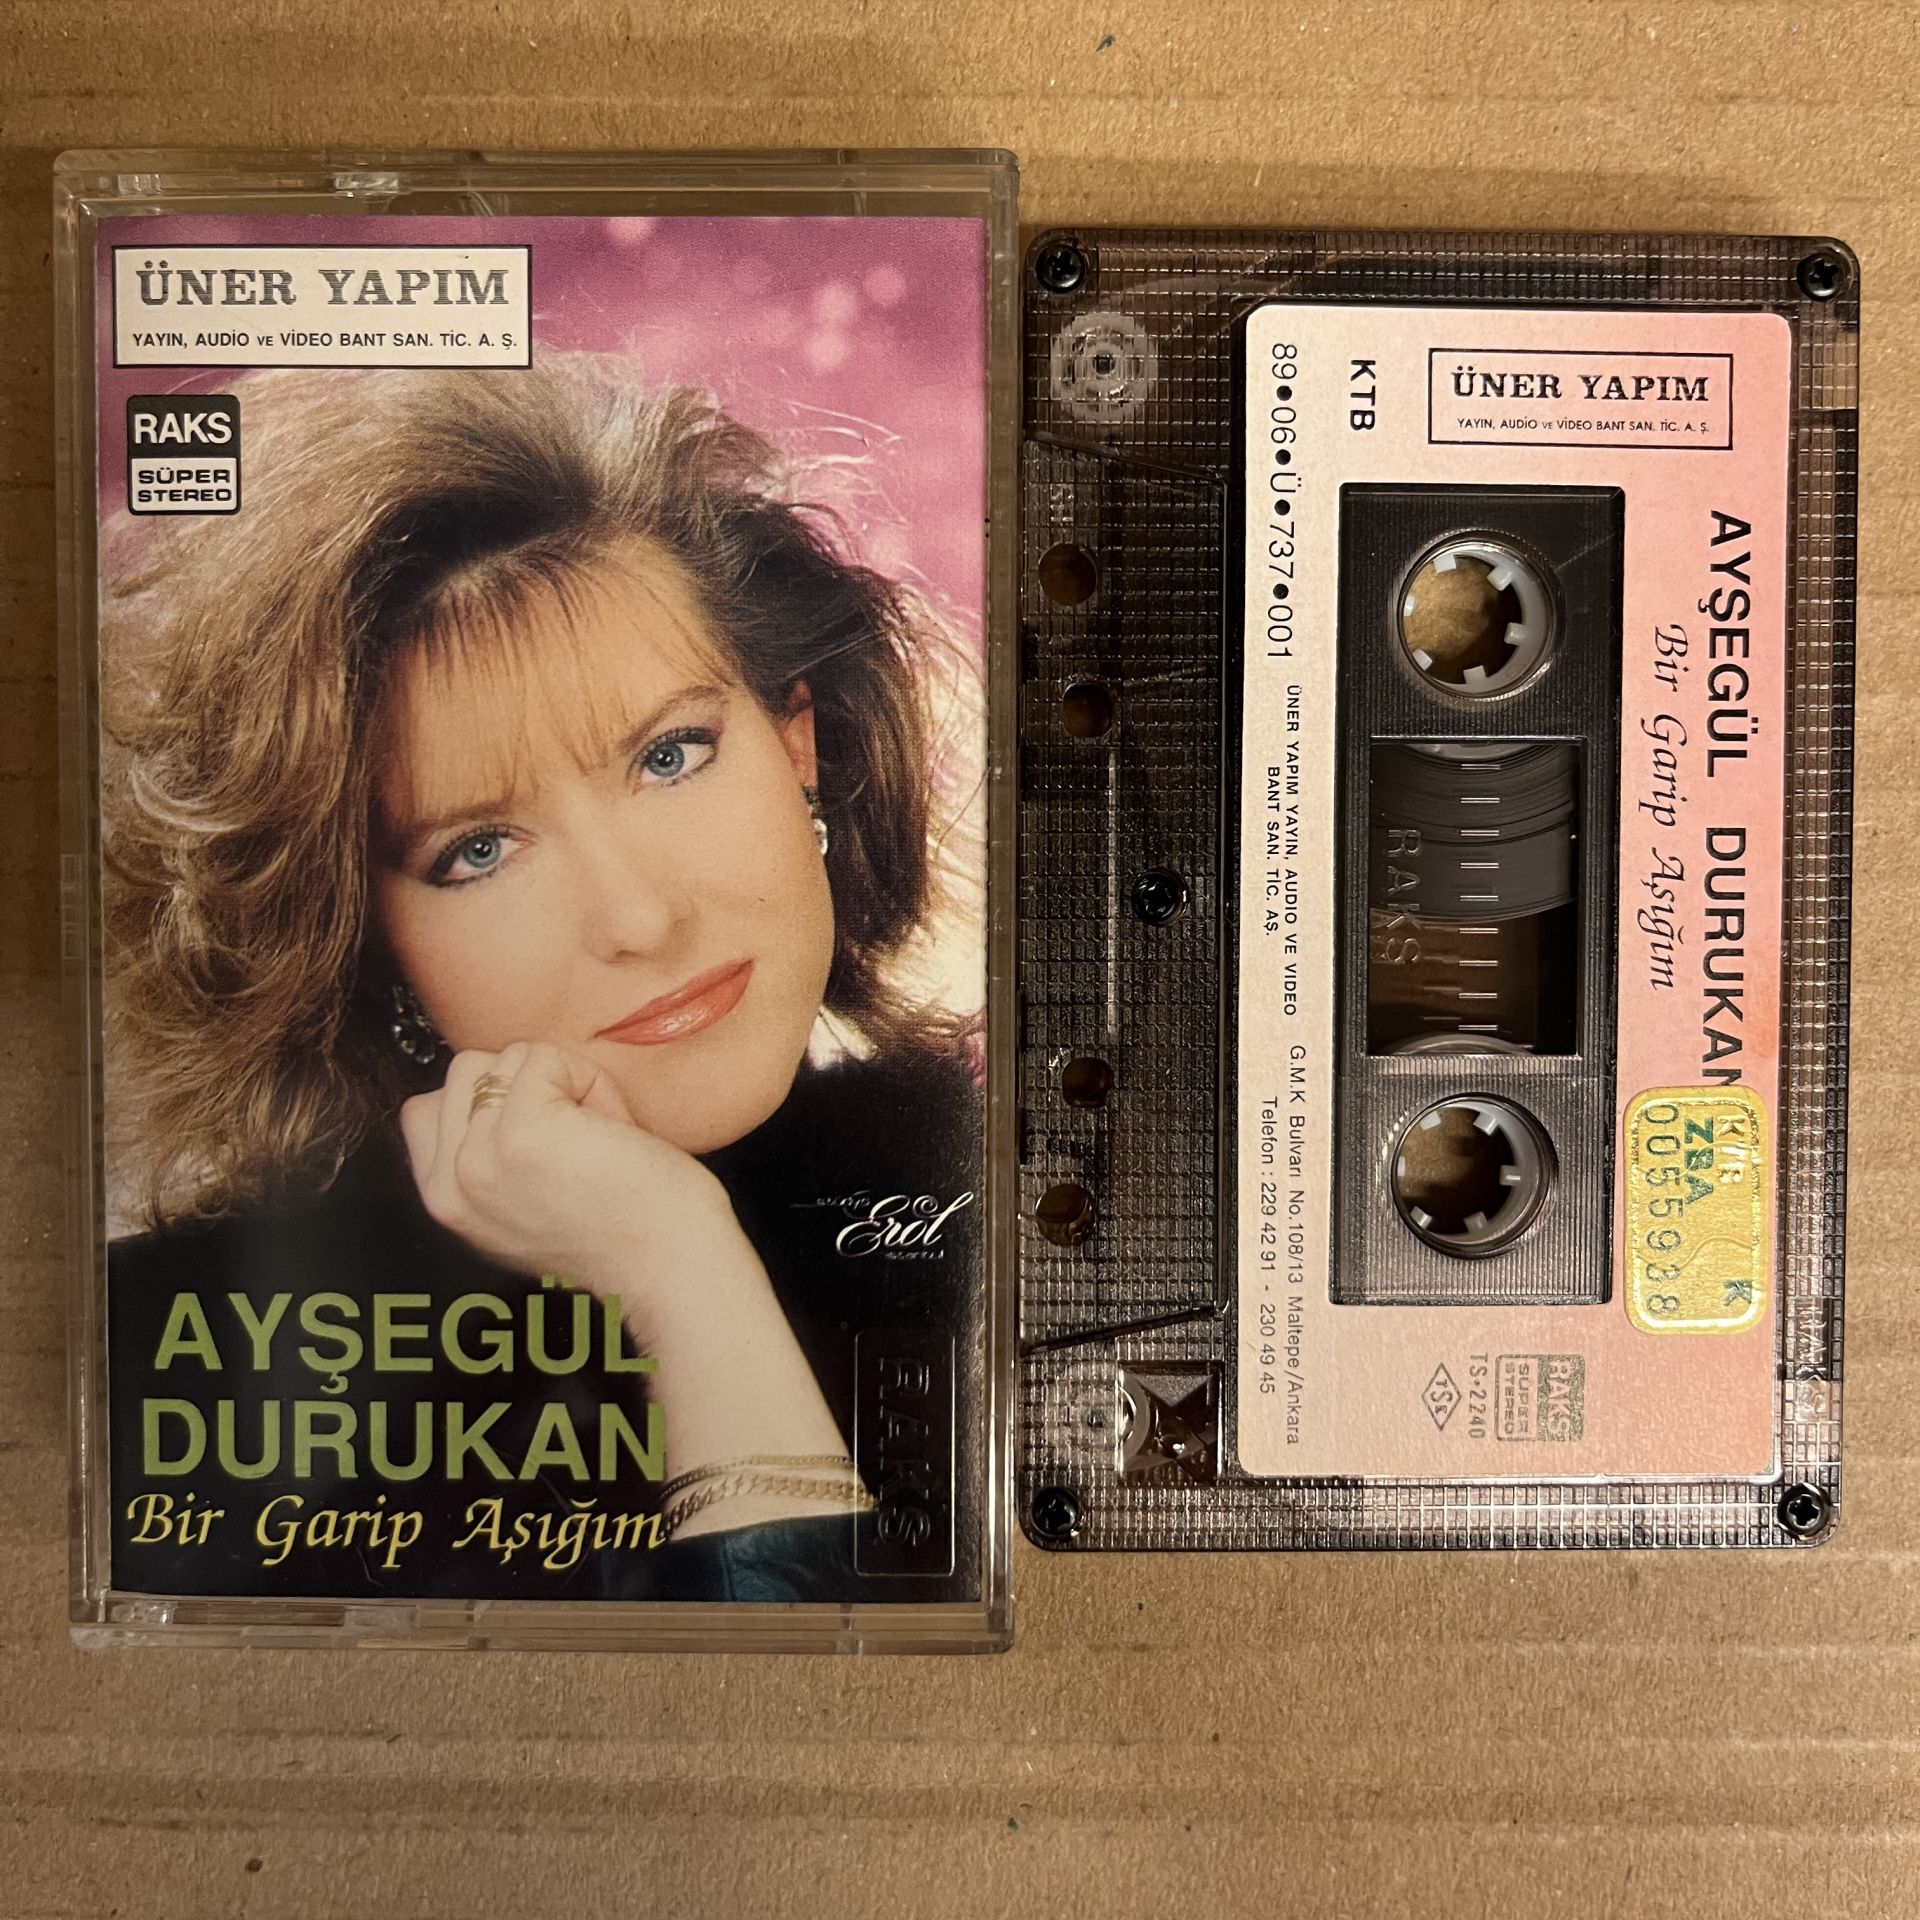 ÜNER YAPIM
YAYIN, AUDİO VE VİDEO BANT SAN. TİC. A. Ş.
RAKS
SÜPER
STEREO
Erol
AYŞEGÜL
DURUKAN
Bir Garip Aşığım
RAKS
ÜNER YAPIM
YAYIN, AUDİO VE VİDEO BANT SAN. TİC. A. Ş.
KTB
89•06•Ü•737•001
ÜNER YAPIM YAYIN, AUDIO VE VIDEO
BANT SAN. TİC. AŞ.
G.M.K Bulvarı No.108/13 Maltepe/Ankara
Telefon : 229 42 91 - 230 49 45
AYŞEGÜL DURUKAN
Bir Garip Aşığım
RAKS
K
ZBA
0055938
RAKS
SÜPER
STEREO
TS•2240
TSE
RAKS